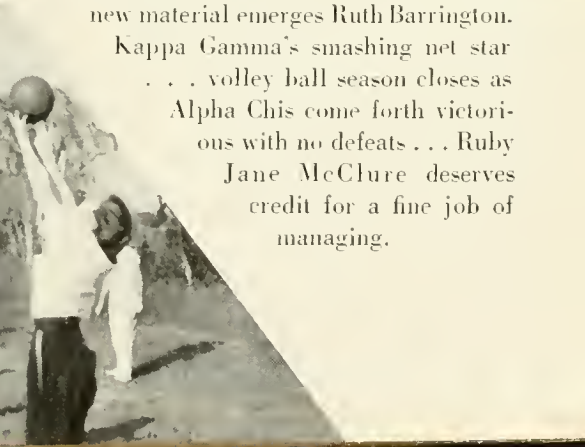 new material emerges Ruth Barrington.
Kappa Gamma's smashing net star
. . . volley ball season closes as
Alpha Chis come forth victori-
ous with no defeats . . . Ruby
Jane McClure deserves
credit for a fine job of
managing.